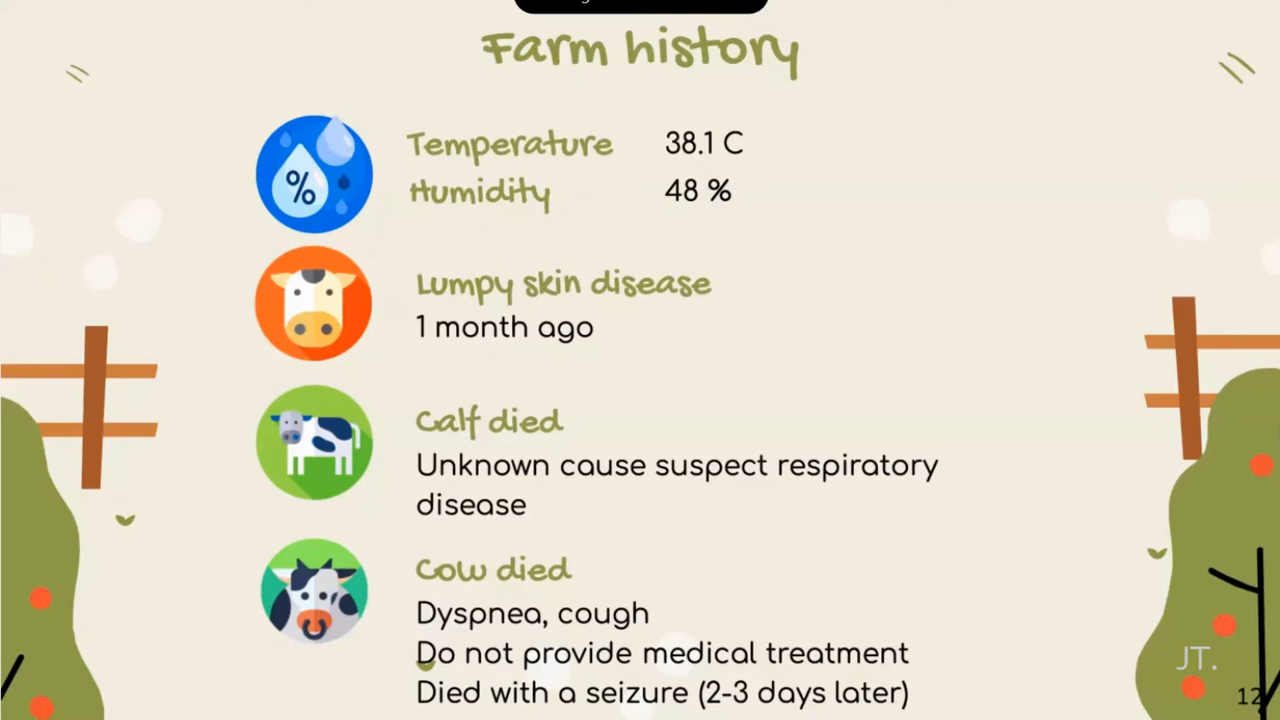 Farm history
Temperature 38.1 C
Humidity 48 %
%
Lumpy skin disease
1 month ago
Calf died
Unknown cause suspect respiratory
disease
Cow died
Dyspnea, cough
Do not provide medical treatment
Died with a seizure (2-3 days later)
JT.
12